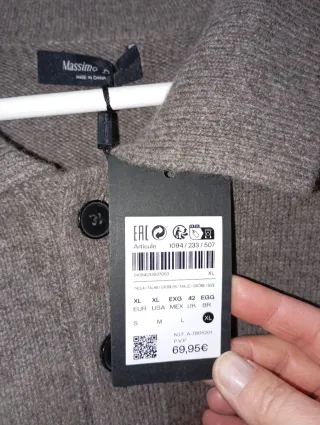 Massimo D
MADE IN CHINA
EAC
Artículo 1094 / 233 / 507
XL
XL XL EXG 42 EGG
EUR USA MEX UK BR
S M L XL
P.V.P
69,95€